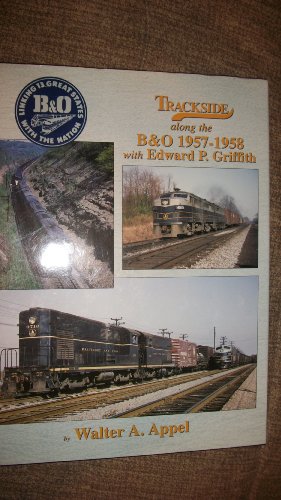 LINKING 13 GREAT STATES
B&O
WITH THE NATION
TRACKSIDE
along the
B&O 1957-1958
with Edward P. Griffith
by Walter A. Appel